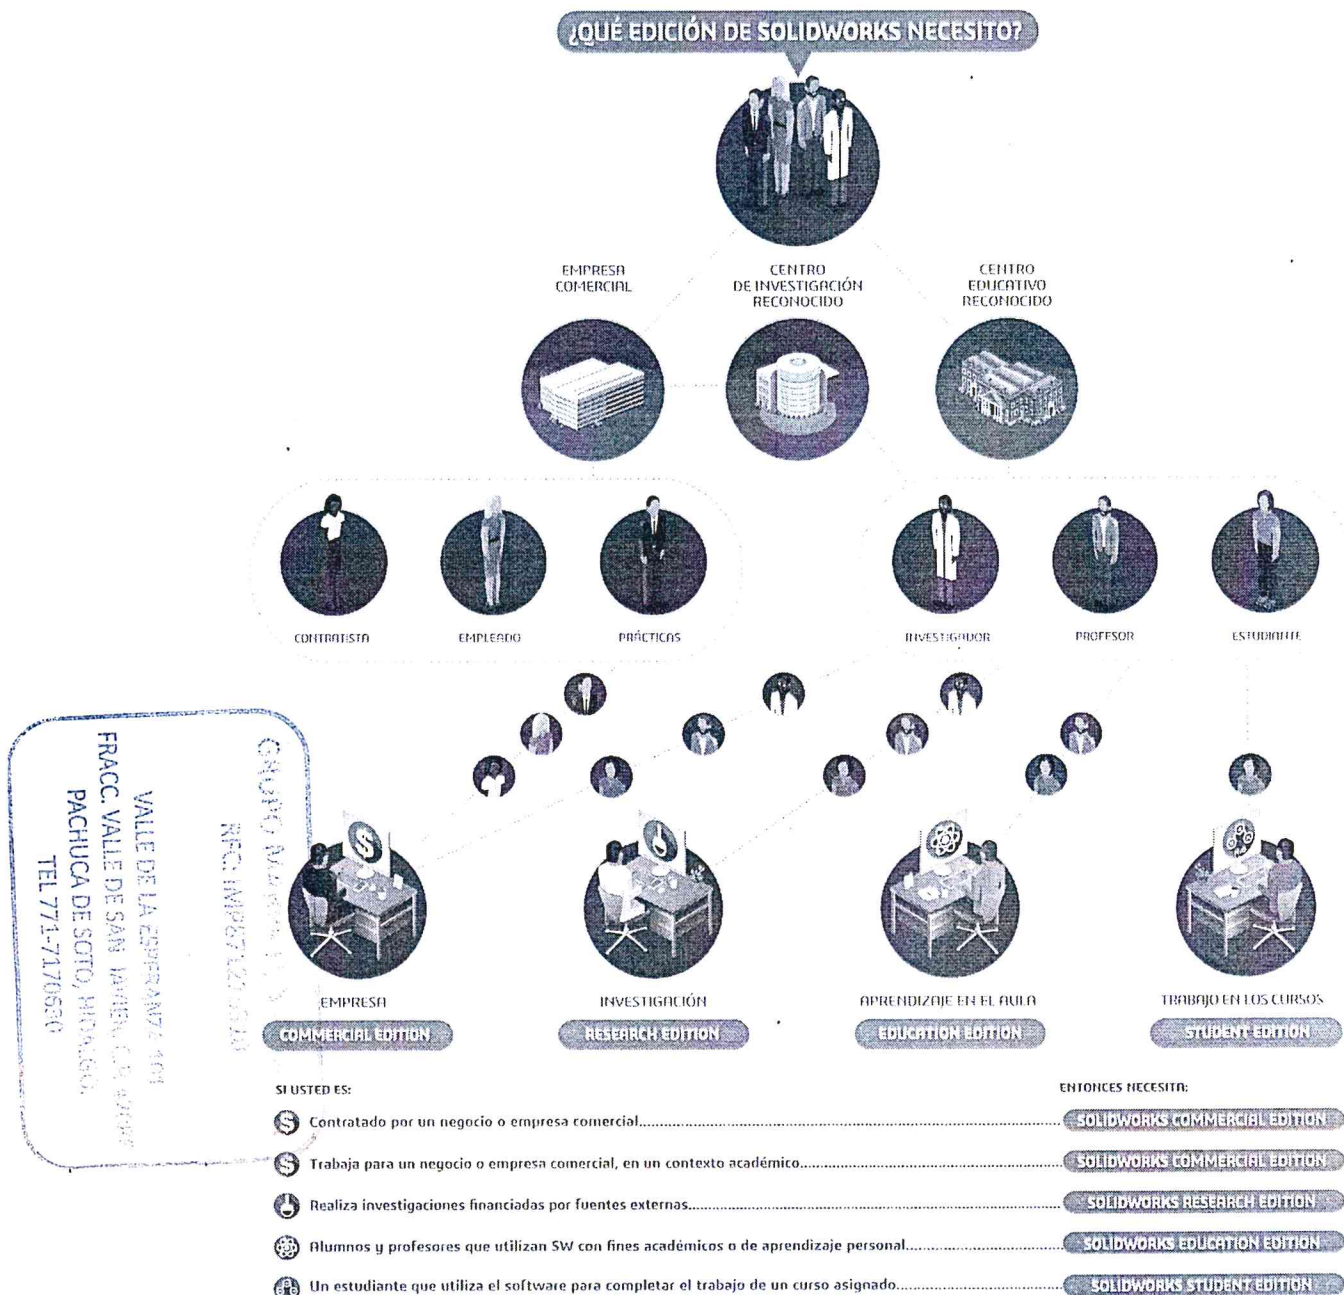 ¿QUÉ EDICIÓN DE SOLIDWORKS NECESITO?
EMPRESA
COMERCIAL
CENTRO
DE INVESTIGACIÓN
RECONOCIDO
CENTRO
EDUCATIVO
RECONOCIDO
CONTRATISTA
EMPLEADO
PRÁCTICAS
INVESTIGADOR
PROFESOR
ESTUDIANTE
EMPRESA
INVESTIGACIÓN
APRENDIZAJE EN EL AULA
TRABAJO EN LOS CURSOS
COMMERCIAL EDITION
RESEARCH EDITION
EDUCATION EDITION
STUDENT EDITION
GRUPO
RFC:
VALLE DE LA ESPERANZA
FRACC. VALLE DE SAN JAVIER, C.P.
PACHUCA DE SOTO, HIDALGO.
TEL 771-7170630
SI USTED ES:
ENTONCES NECESITA:
Contratado por un negocio o empresa comercial SOLIDWORKS COMMERCIAL EDITION
Trabaja para un negocio o empresa comercial, en un contexto académico SOLIDWORKS COMMERCIAL EDITION
Realiza investigaciones financiadas por fuentes externas SOLIDWORKS RESEARCH EDITION
Alumnos y profesores que utilizan SW con fines académicos o de aprendizaje personal SOLIDWORKS EDUCATION EDITION
Un estudiante que utiliza el software para completar el trabajo de un curso asignado SOLIDWORKS STUDENT EDITION